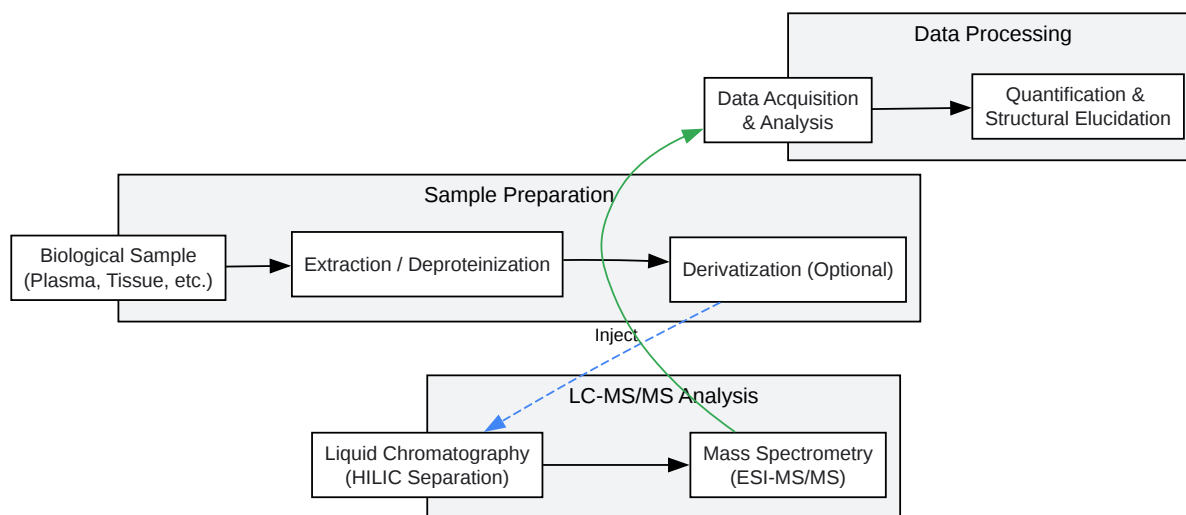 Data Processing
Data Acquisition
& Analysis
Quantification &
Structural Elucidation
Sample Preparation
Biological Sample
(Plasma, Tissue, etc.)
Extraction / Deproteinization
Derivatization (Optional)
Inject
LC-MS/MS Analysis
Liquid Chromatography
(HILIC Separation)
Mass Spectrometry
(ESI-MS/MS)